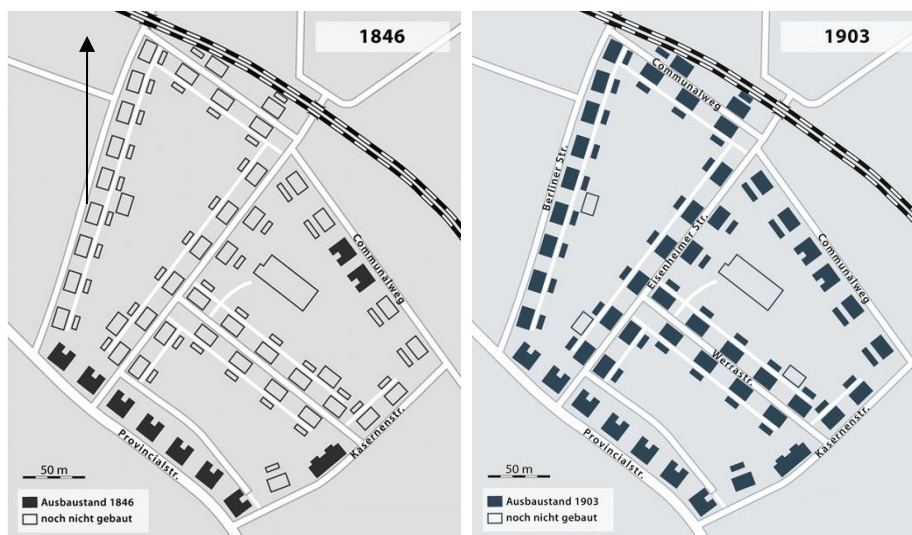 1846
Communalweg
Kasernenstr.
Provincialstr.
50 m
Ausbaustand 1846
noch nicht gebaut
1903
Communalweg
Berliner Str.
Eisenheimer Str.
Communalweg
Werrastr.
Kasernenstr.
Provincialstr.
50 m
Ausbaustand 1903
noch nicht gebaut